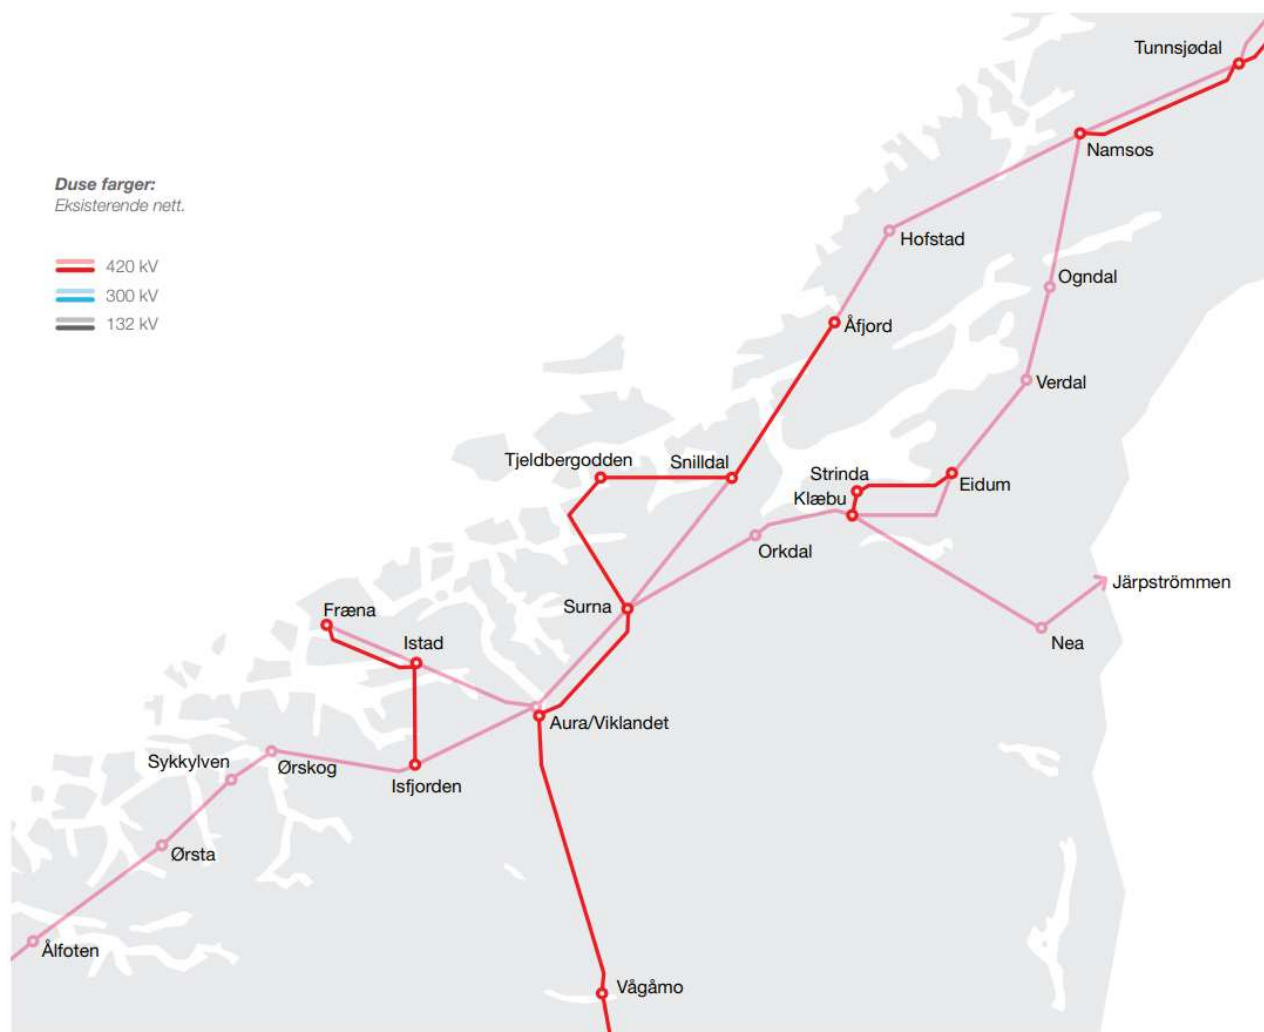 Tunnsjødal
Namsos
Duse farger:
Eksisterende nett.
420 kV
300 kV
132 kV
Hofstad
Ogndal
Åfjord
Verdal
Tjeldbergodden
Snilldal
Strinda
Klæbu
Eidum
Orkdal
Järpströmmen
Surna
Fræna
Istad
Nea
Aura/Viklandet
Sykkylven
Ørskog
Isfjorden
Ørsta
Ålfoten
Vågåmo